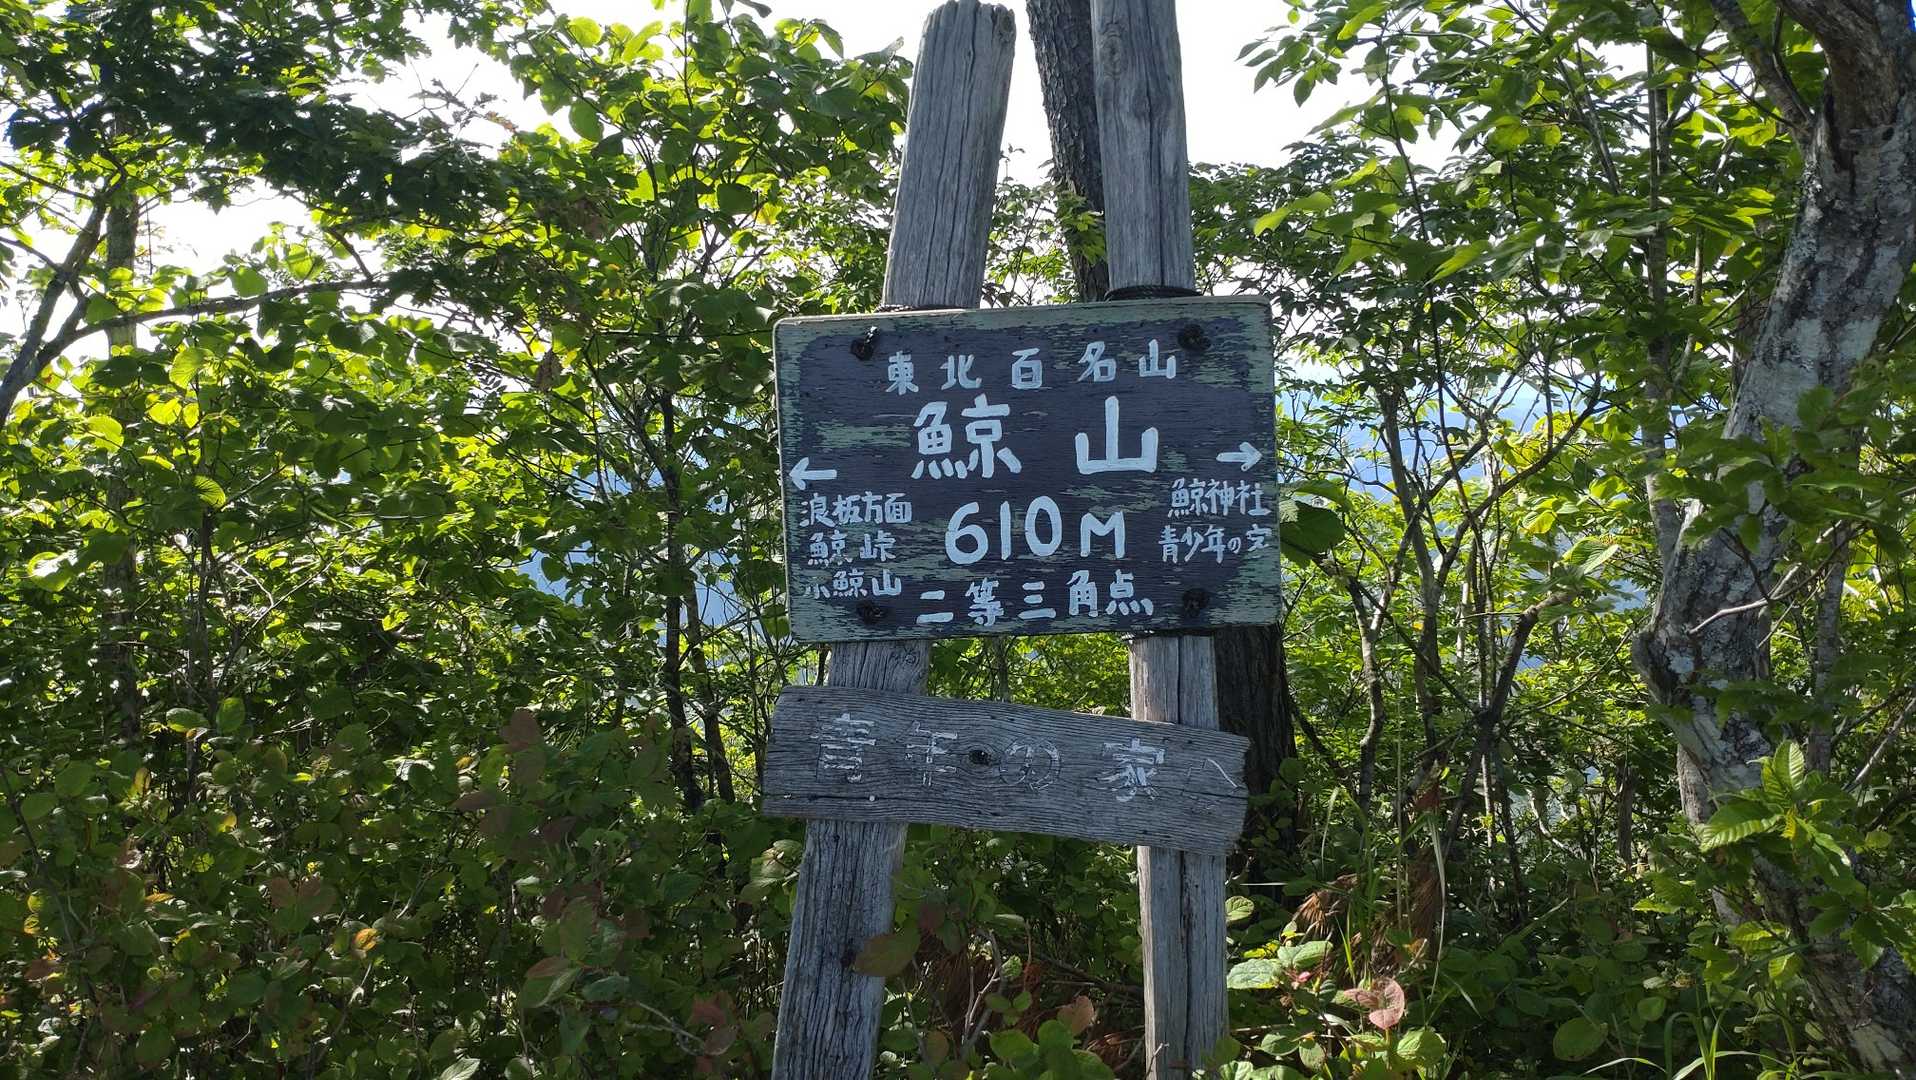 東北百名山
鯨山
← →
浪板方面
鯨峠
小鯨山
610M
鯨神社
青少年の家
二等三角点
青年の家へ